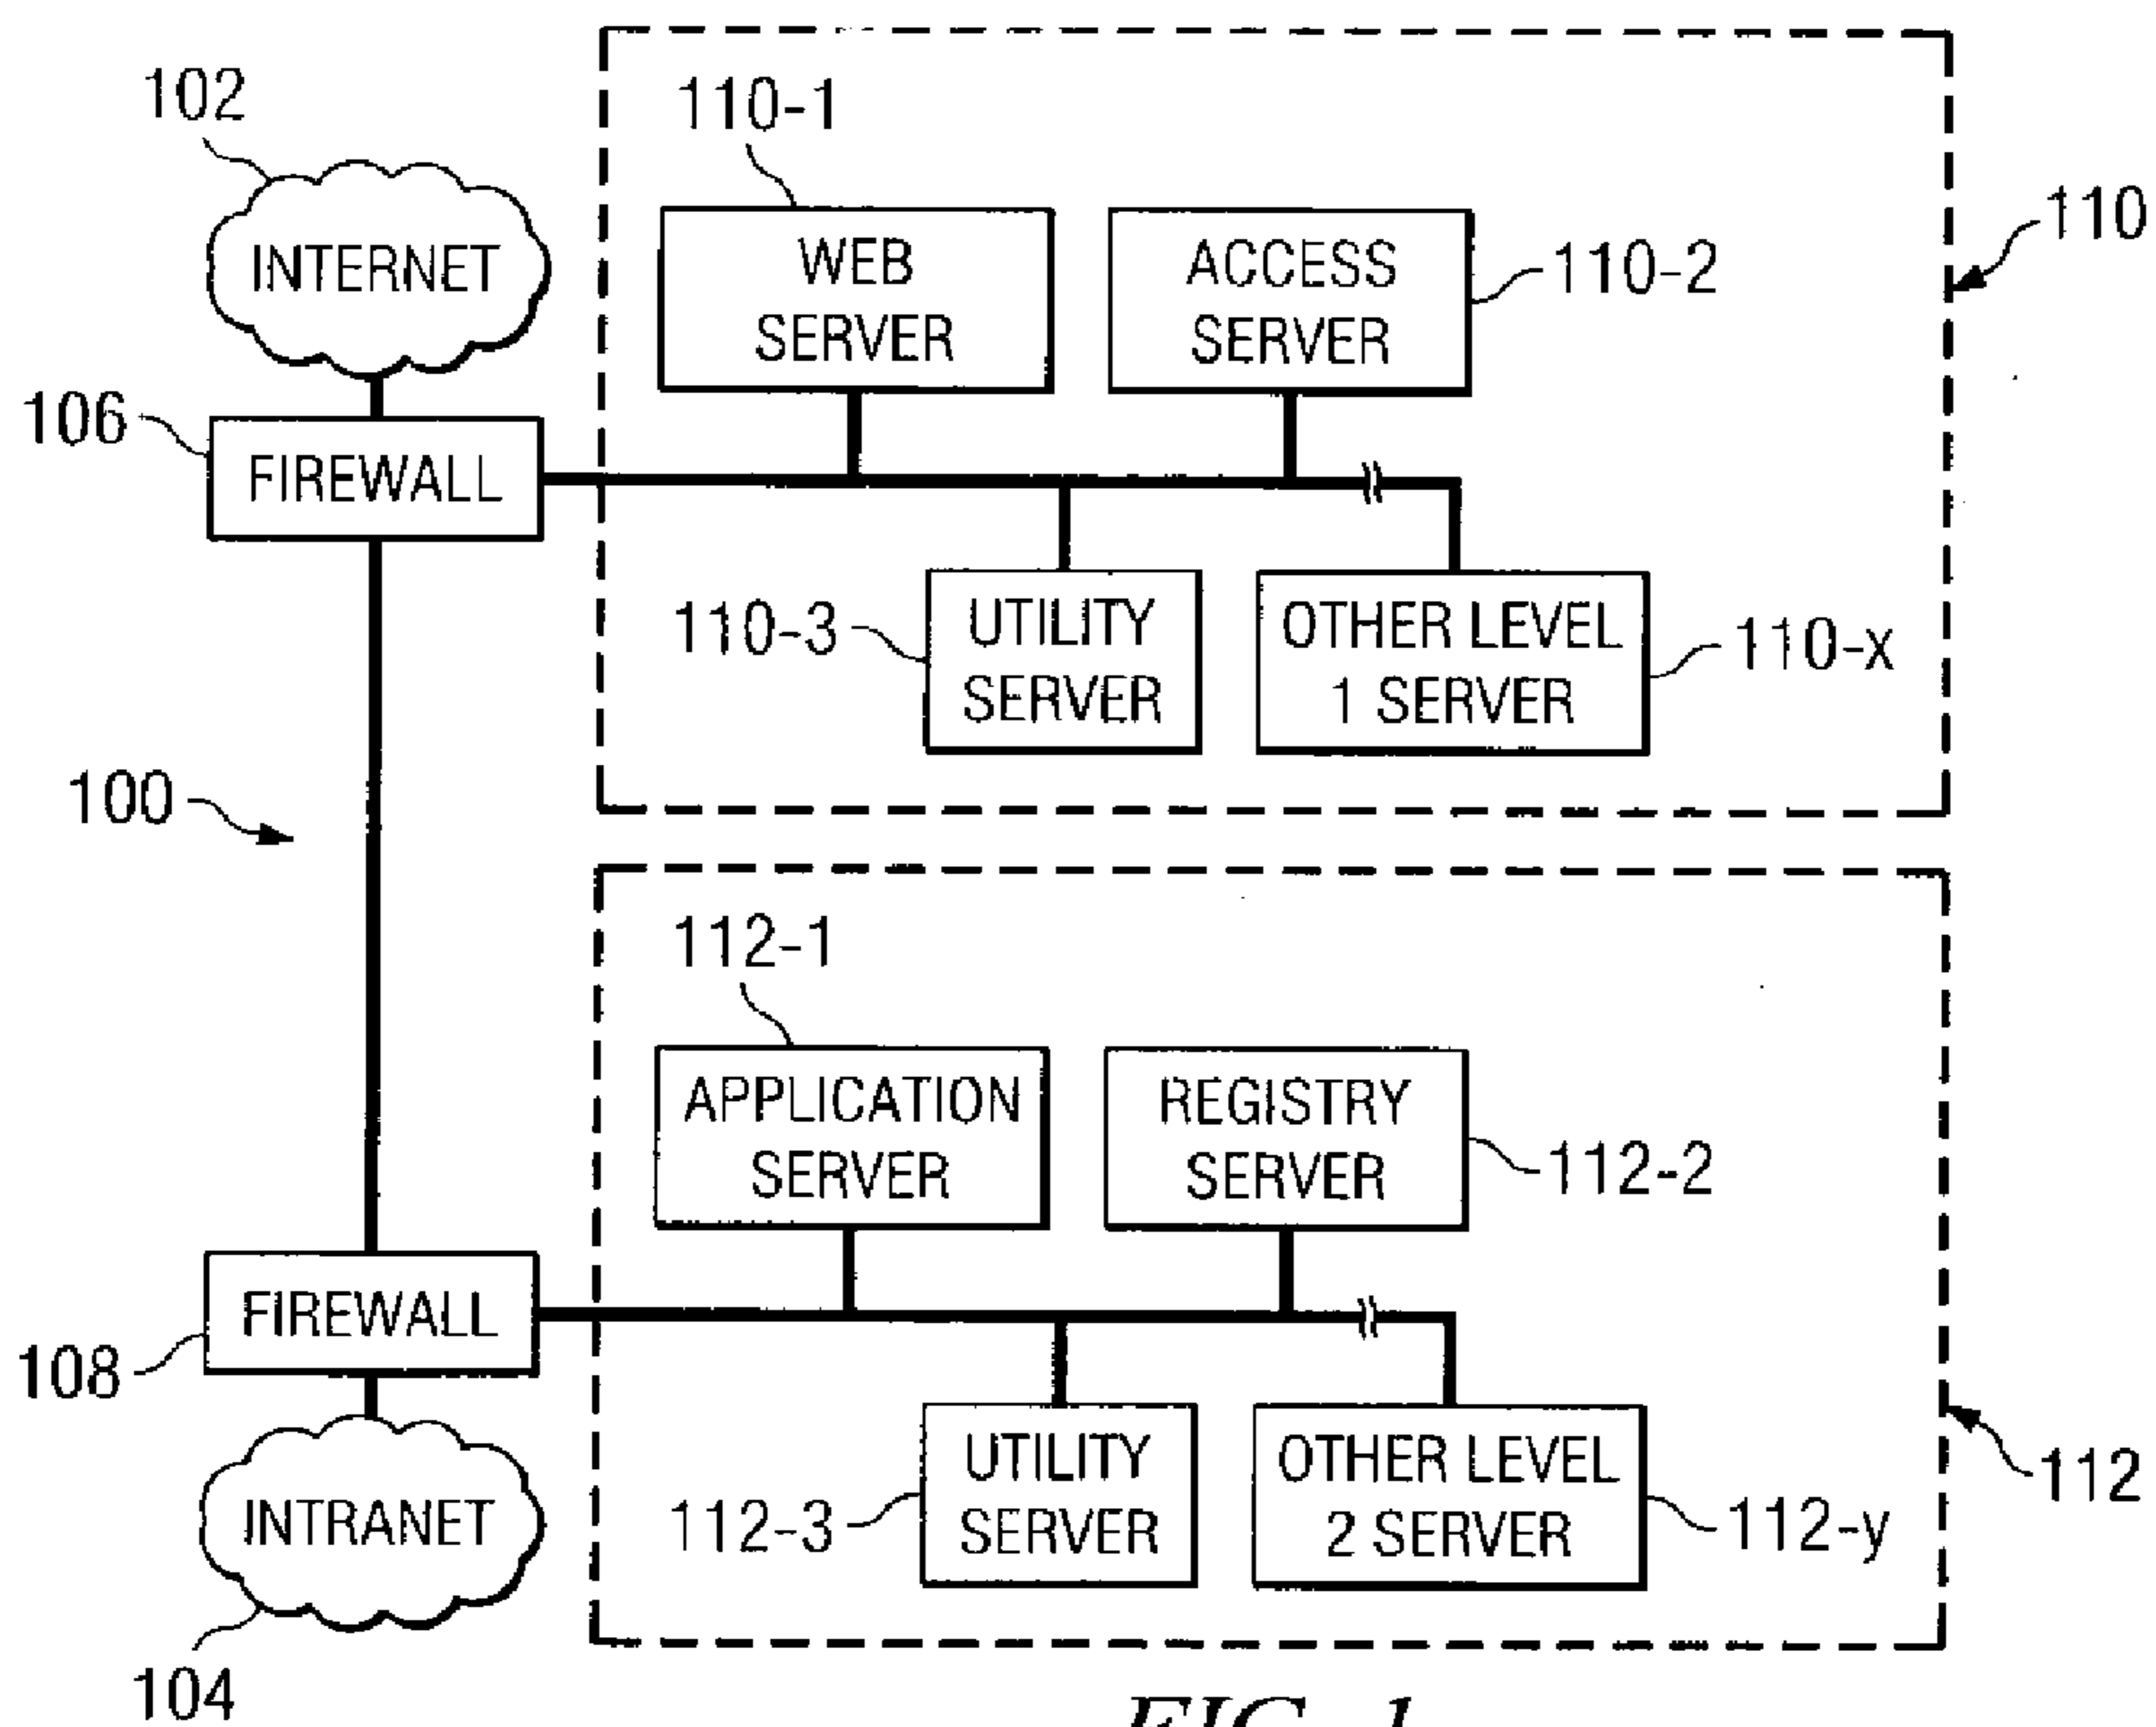 102
INTERNET
106
FIREWALL
110-1
WEB
SERVER
ACCESS
SERVER
110-2
110
110-3
UTILITY
SERVER
OTHER LEVEL
1 SERVER
110-x
100
112-1
APPLICATION
SERVER
REGISTRY
SERVER
112-2
FIREWALL
108
INTRANET
104
112-3
UTILITY
SERVER
OTHER LEVEL
2 SERVER
112-y
112
FIG. 1